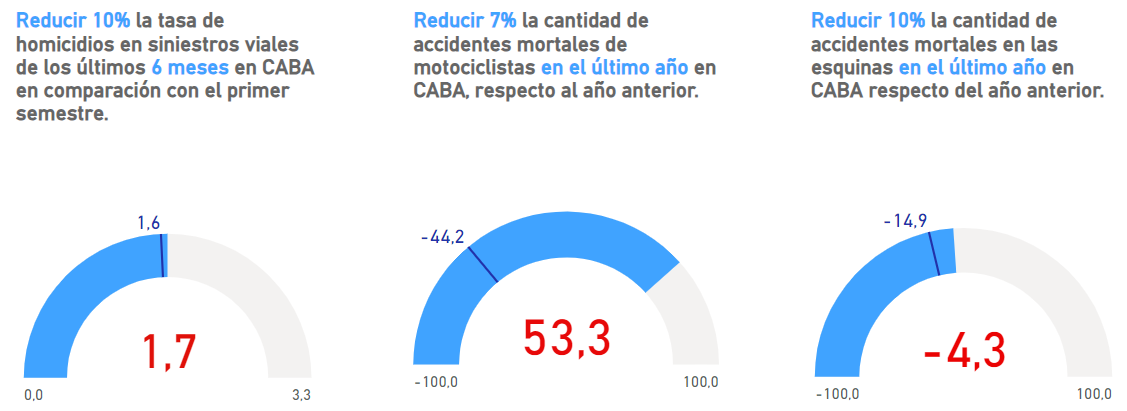 Reducir 10% la tasa de
homicidios en siniestros viales
de los últimos 6 meses en CABA
en comparación con el primer
semestre.
1,6
1,7
0,0
3,3
Reducir 7% la cantidad de
accidentes mortales de
motociclistas en el último año en
CABA, respecto al año anterior.
-44,2
53,3
-100,0
100,0
Reducir 10% la cantidad de
accidentes mortales en las
esquinas en el último año en
CABA respecto del año anterior.
-14,9
-4,3
-100,0
100,0